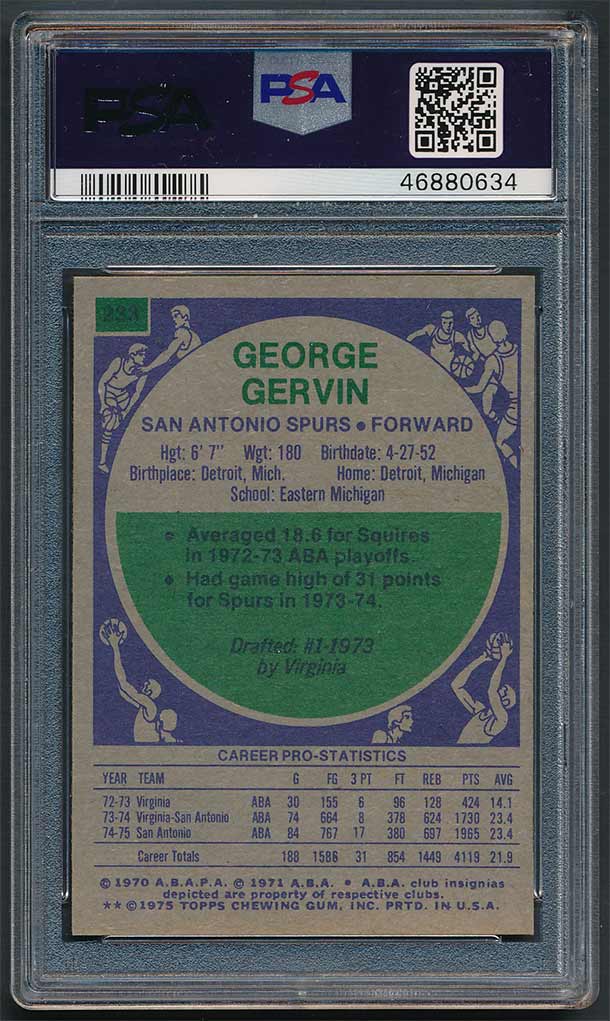 PSA
PSA
46880634
233
GEORGE
GERVIN
SAN ANTONIO SPURS • FORWARD
Hgt: 6' 7" Wgt: 180 Birthdate: 4-27-52
Birthplace: Detroit, Mich. Home: Detroit, Michigan
School: Eastern Michigan
• Averaged 18.6 for Squires
in 1972-73 ABA playoffs.
• Had game high of 31 points
for Spurs in 1973-74.
Drafted: #1-1973
by Virginia
CAREER PRO-STATISTICS
YEAR TEAM G FG 3 PT FT REB PTS AVG
72-73 Virginia ABA 30 155 6 96 128 424 14.1
73-74 Virginia-San Antonio ABA 74 664 8 378 624 1730 23.4
74-75 San Antonio ABA 84 767 17 380 697 1965 23.4
Career Totals 188 1586 31 854 1449 4119 21.9
© 1970 A.B.A.P.A. © 1971 A.B.A. • A.B.A. club insignias
depicted are property of respective clubs.
** © 1975 TOPPS CHEWING GUM, INC. PRTD. IN U.S.A.